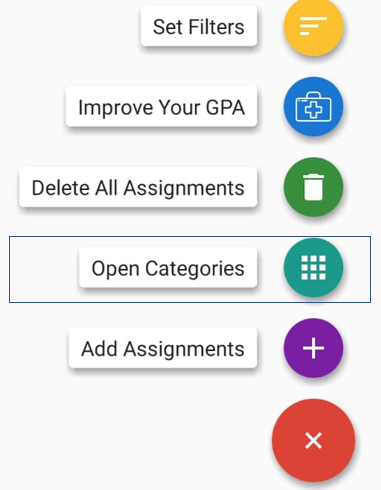 Set Filters
Improve Your GPA
Delete All Assignments
Open Categories
Add Assignments